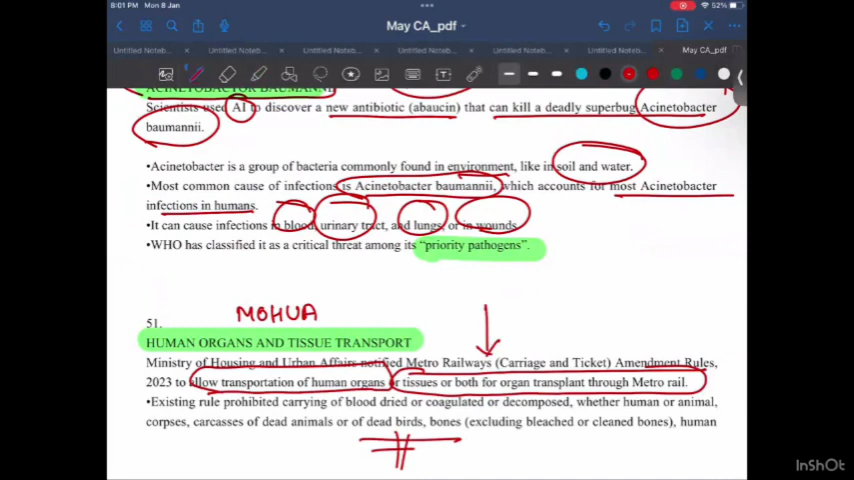 8:01 PM Mon 8 Jan
52%
May CA_pdf
Untitled Noteb...
Untitled Noteb...
Untitled Noteb...
Untitled Noteb...
Untitled Noteb...
Untitled Noteb...
May CA_pdf
Scientists used AI to discover a new antibiotic (abaucin) that can kill a deadly superbug Acinetobacter
baumannii.
•Acinetobacter is a group of bacteria commonly found in environment, like in soil and water.
•Most common cause of infections is Acinetobacter baumannii, which accounts for most Acinetobacter
infections in humans.
•It can cause infections in blood, urinary tract, and lungs, or in wounds.
•WHO has classified it as a critical threat among its “priority pathogens”.
MOHUA
51.
HUMAN ORGANS AND TISSUE TRANSPORT
Ministry of Housing and Urban Affairs notified Metro Railways (Carriage and Ticket) Amendment Rules,
2023 to allow transportation of human organs or tissues or both for organ transplant through Metro rail.
•Existing rule prohibited carrying of blood dried or coagulated or decomposed, whether human or animal,
corpses, carcasses of dead animals or of dead birds, bones (excluding bleached or cleaned bones), human
InShOt